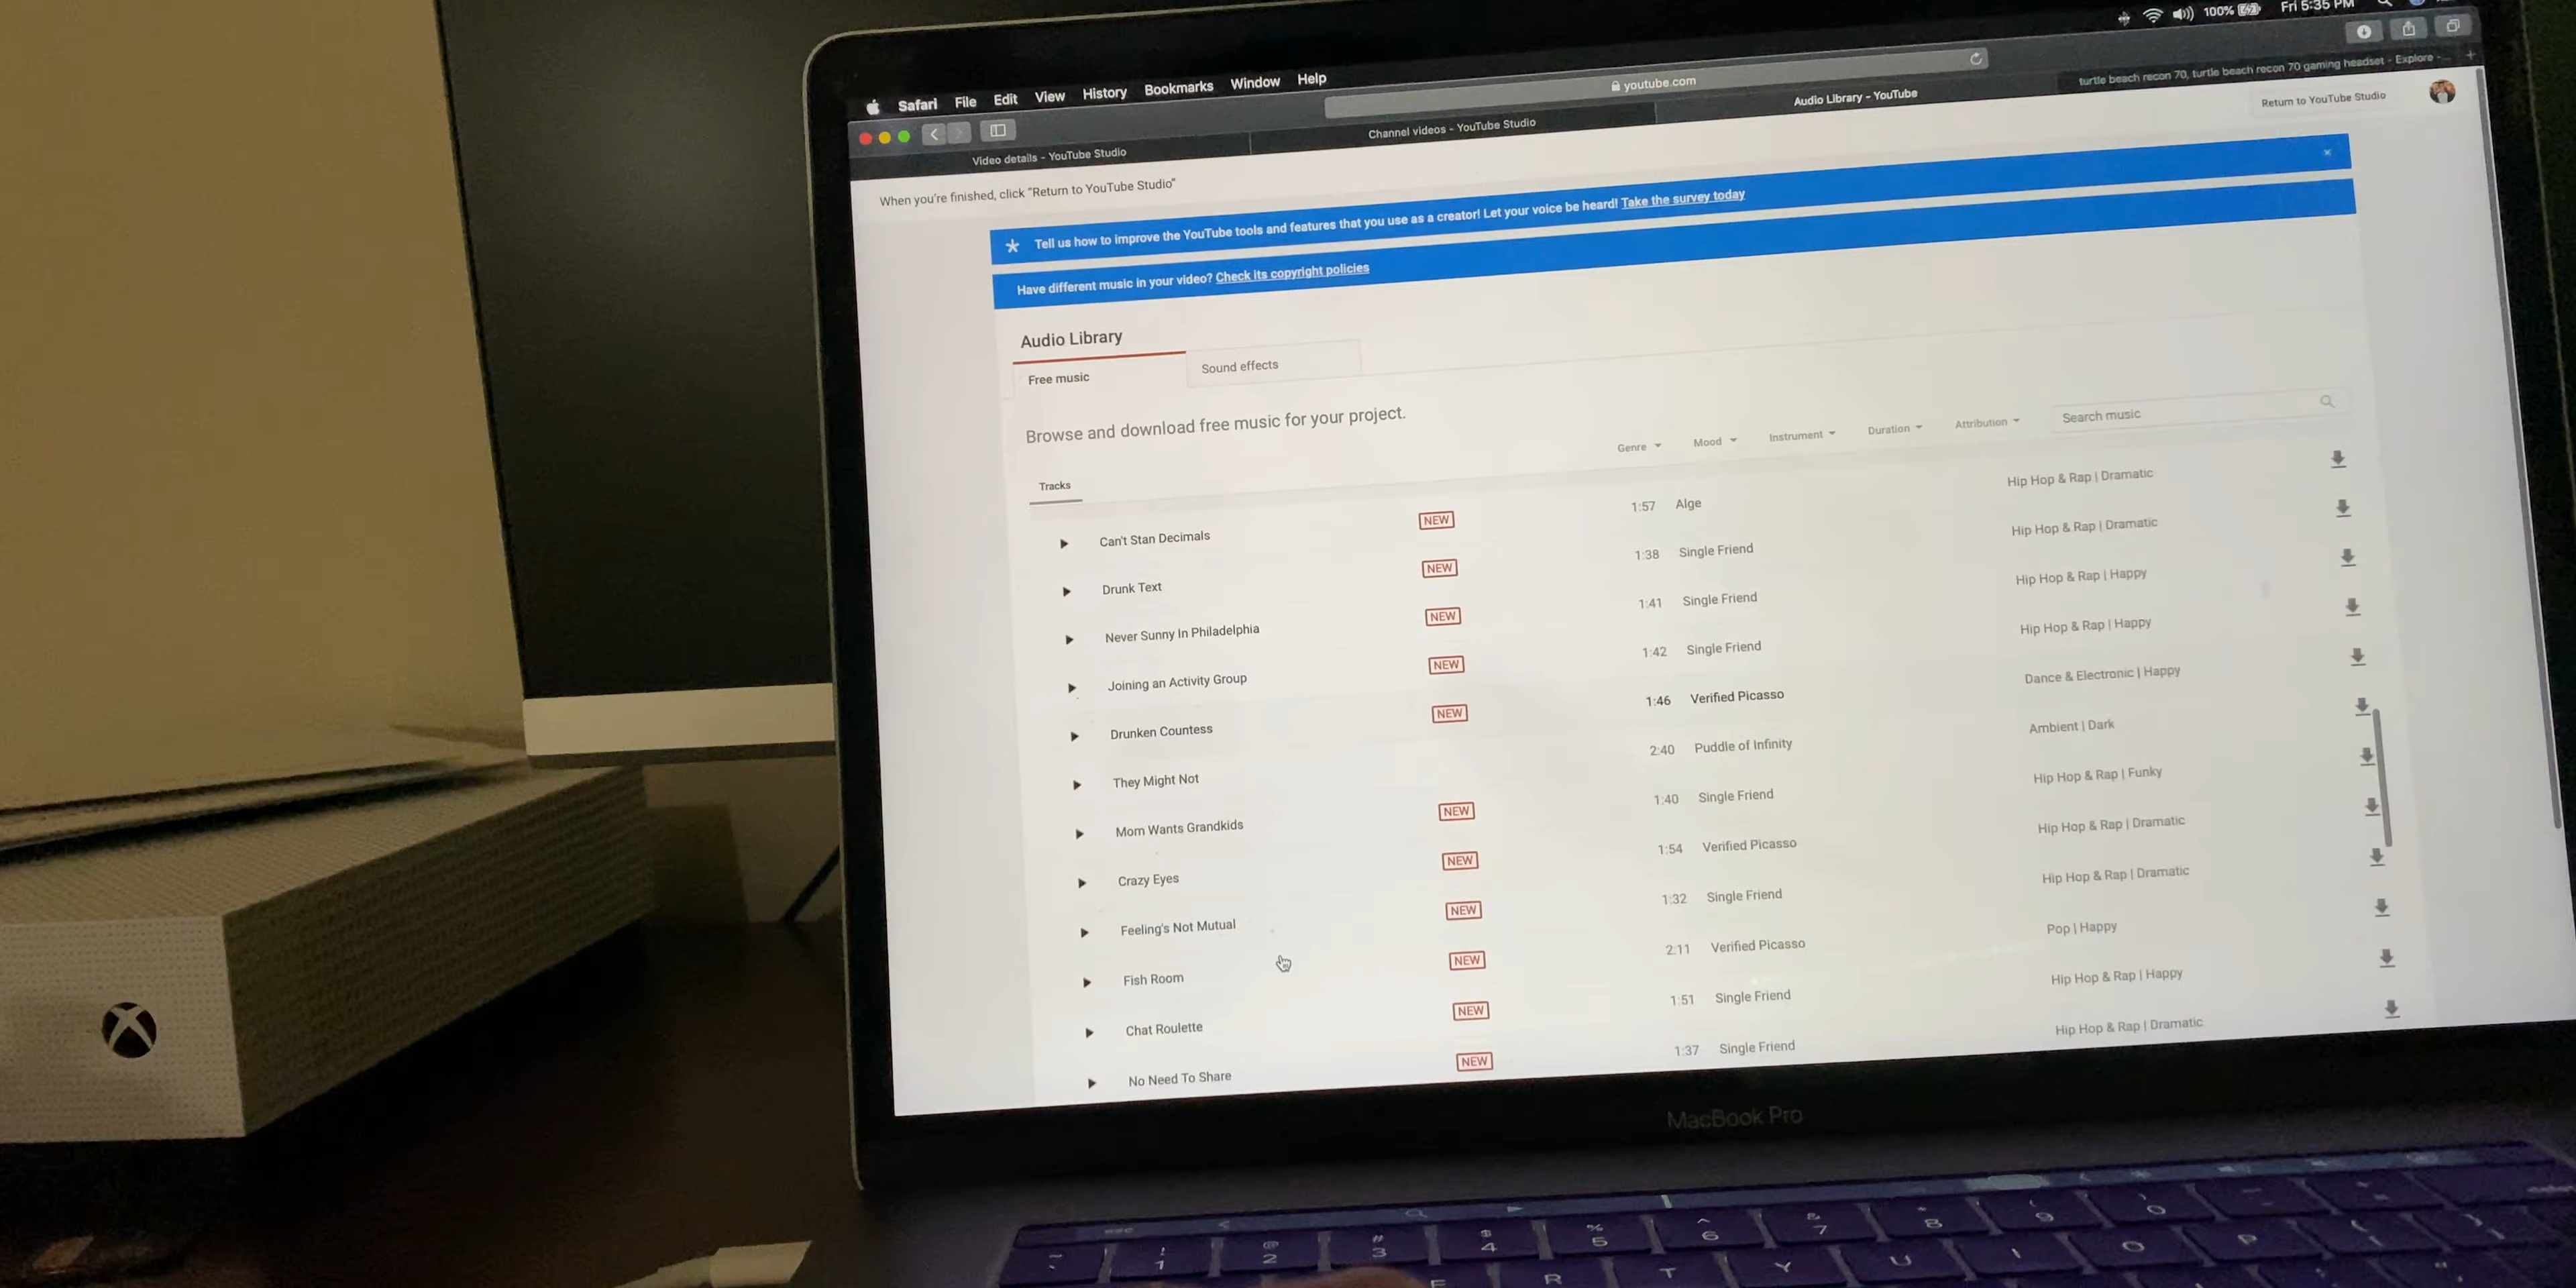 100% Fri 5:35 PM
Safari File Edit View History Bookmarks Window Help
youtube.com
Video details - YouTube Studio
Channel videos - YouTube Studio
Audio Library - YouTube
turtle beach recon 70, turtle beach recon 70 gaming headset - Explore - ...
When you're finished, click "Return to YouTube Studio"
Return to YouTube Studio
Tell us how to improve the YouTube tools and features that you use as a creator! Let your voice be heard! Take the survey today
Have different music in your video? Check its copyright policies
Audio Library
Free music
Sound effects
Browse and download free music for your project.
Genre Mood Instrument Duration Attribution Search music
Tracks
Can't Stan Decimals NEW 1:57 Alge Hip Hop & Rap | Dramatic
Drunk Text NEW 1:38 Single Friend Hip Hop & Rap | Dramatic
Never Sunny In Philadelphia NEW 1:41 Single Friend Hip Hop & Rap | Happy
Joining an Activity Group NEW 1:42 Single Friend Hip Hop & Rap | Happy
Drunken Countess NEW 1:46 Verified Picasso Dance & Electronic | Happy
They Might Not 2:40 Puddle of Infinity Ambient | Dark
Mom Wants Grandkids NEW 1:40 Single Friend Hip Hop & Rap | Funky
Crazy Eyes NEW 1:54 Verified Picasso Hip Hop & Rap | Dramatic
Feeling's Not Mutual NEW 1:32 Single Friend Hip Hop & Rap | Dramatic
Fish Room NEW 2:11 Verified Picasso Pop | Happy
Chat Roulette NEW 1:51 Single Friend Hip Hop & Rap | Happy
No Need To Share NEW 1:37 Single Friend Hip Hop & Rap | Dramatic
MacBook Pro
esc
~ ! @ # $ % ^ & * ( )
1 2 3 4 5 6 7 8 9 0
E R T Y U I O P